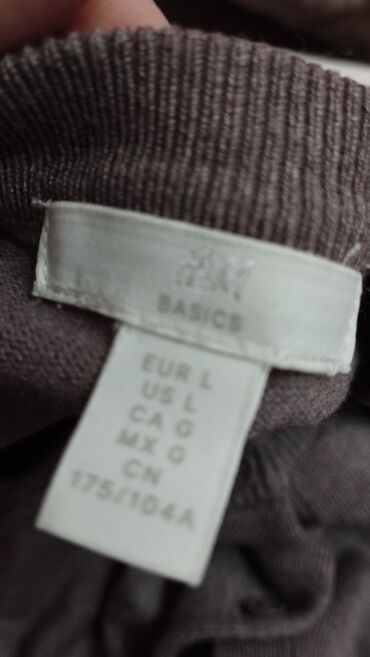 H&M
BASICS
EUR L
US L
CA G
MX G
CN
175/104A